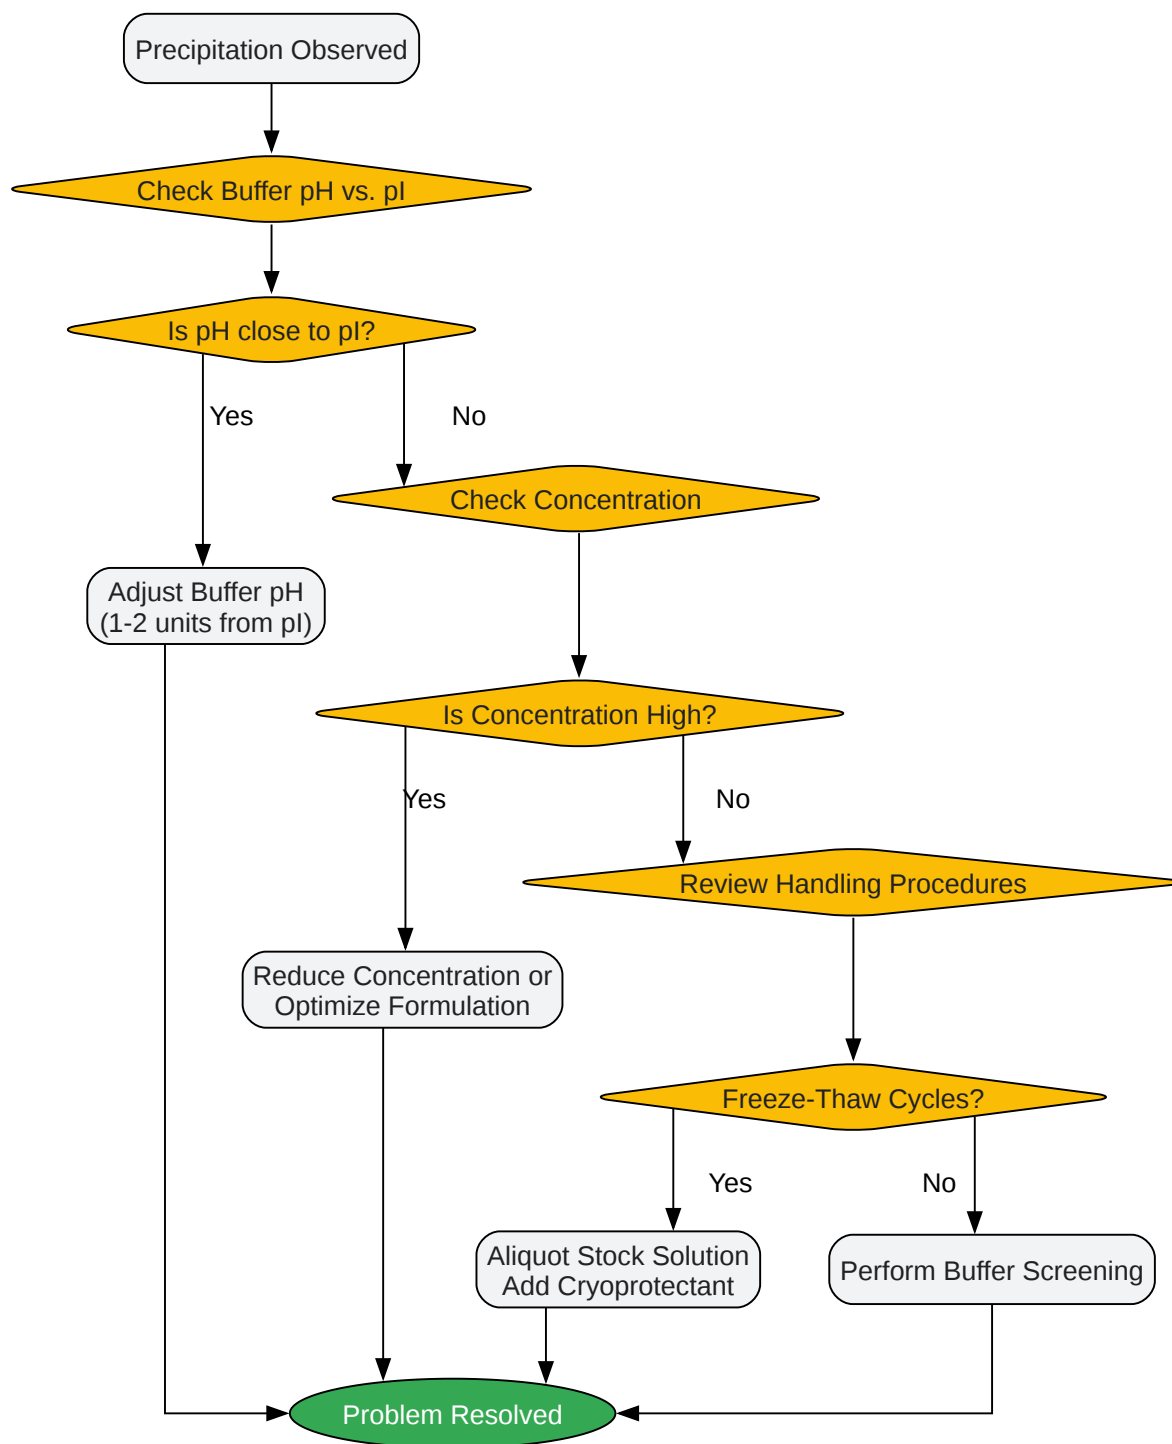 Precipitation Observed
Check Buffer pH vs. pI
Is pH close to pI?
Yes
No
Check Concentration
Adjust Buffer pH
(1-2 units from pI)
Is Concentration High?
Yes
No
Review Handling Procedures
Reduce Concentration or
Optimize Formulation
Freeze-Thaw Cycles?
Yes
No
Aliquot Stock Solution
Add Cryoprotectant
Perform Buffer Screening
Problem Resolved